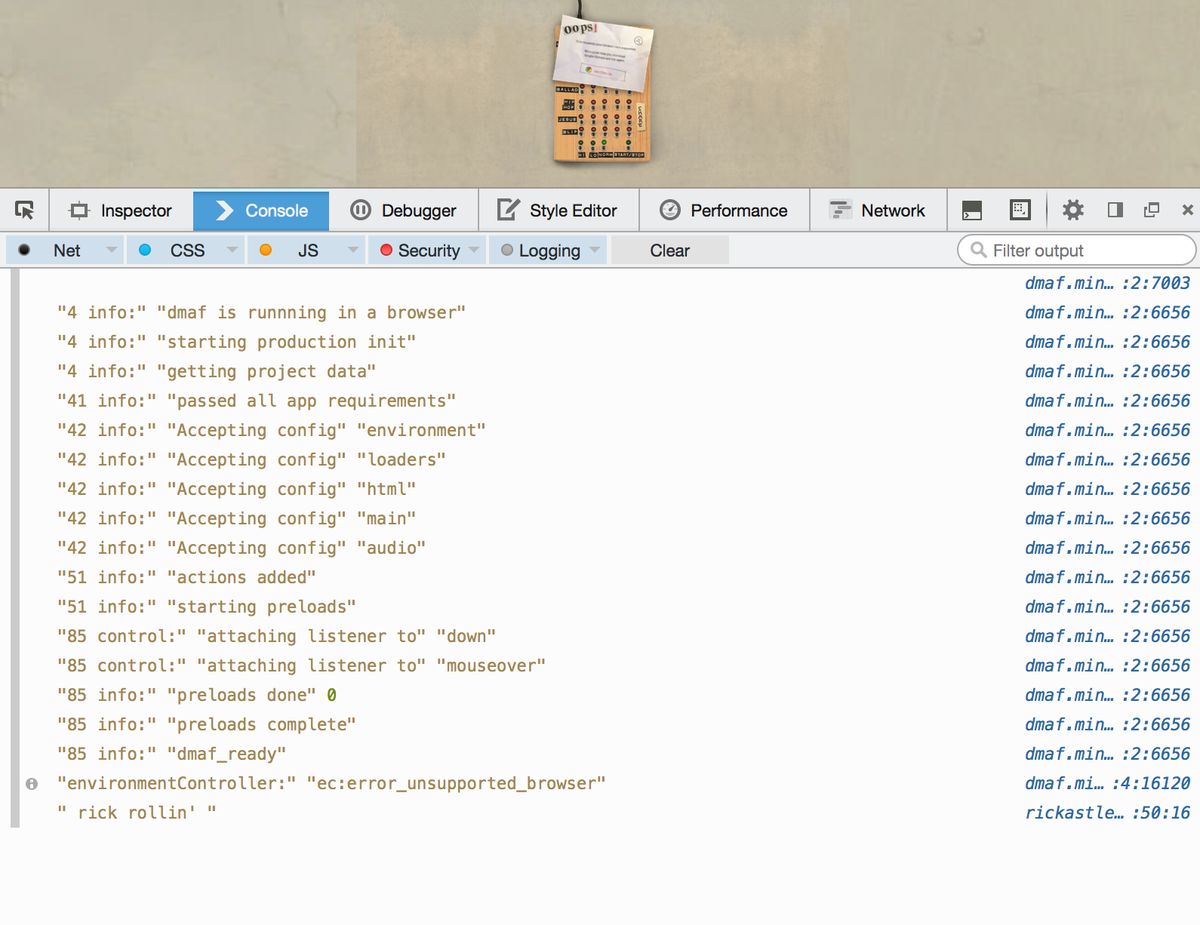 oops!
BALLAD
HIP
HOP
JESUS
SLIP
HI LO NORM START/STOP
Inspector Console Debugger Style Editor Performance Network
Net CSS JS Security Logging Clear Filter output
dmaf.min… :2:7003
"4 info:" "dmaf is runnning in a browser" dmaf.min… :2:6656
"4 info:" "starting production init" dmaf.min… :2:6656
"4 info:" "getting project data" dmaf.min… :2:6656
"41 info:" "passed all app requirements" dmaf.min… :2:6656
"42 info:" "Accepting config" "environment" dmaf.min… :2:6656
"42 info:" "Accepting config" "loaders" dmaf.min… :2:6656
"42 info:" "Accepting config" "html" dmaf.min… :2:6656
"42 info:" "Accepting config" "main" dmaf.min… :2:6656
"42 info:" "Accepting config" "audio" dmaf.min… :2:6656
"51 info:" "actions added" dmaf.min… :2:6656
"51 info:" "starting preloads" dmaf.min… :2:6656
"85 control:" "attaching listener to" "down" dmaf.min… :2:6656
"85 control:" "attaching listener to" "mouseover" dmaf.min… :2:6656
"85 info:" "preloads done" 0 dmaf.min… :2:6656
"85 info:" "preloads complete" dmaf.min… :2:6656
"85 info:" "dmaf_ready" dmaf.min… :2:6656
"environmentController:" "ec:error_unsupported_browser" dmaf.mi… :4:16120
" rick rollin' " rickastle… :50:16